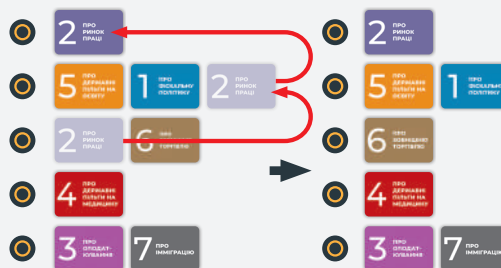 2 ПРО
РИНОК
ПРАЦІ
2 ПРО
РИНОК
ПРАЦІ
5 ПРО
ДЕРЖАВНІ
ПІЛЬГИ НА
ОСВІТУ
1 ПРО
ФІСКАЛЬНУ
ПОЛІТИКУ
2 ПРО
РИНОК
ПРАЦІ
5 ПРО
ДЕРЖАВНІ
ПІЛЬГИ НА
ОСВІТУ
1 ПРО
ФІСКАЛЬНУ
ПОЛІТИКУ
2 ПРО
РИНОК
ПРАЦІ
6 ПРО
ЗОВНІШНЮ
ТОРГІВЛЮ
6 ПРО
ЗОВНІШНЮ
ТОРГІВЛЮ
4 ПРО
ДЕРЖАВНІ
ПІЛЬГИ НА
МЕДИЦИНУ
4 ПРО
ДЕРЖАВНІ
ПІЛЬГИ НА
МЕДИЦИНУ
3 ПРО
ОПОДАТ-
КУВАННЯ
7 ПРО
ІММІГРАЦІЮ
3 ПРО
ОПОДАТ-
КУВАННЯ
7 ПРО
ІММІГРАЦІЮ